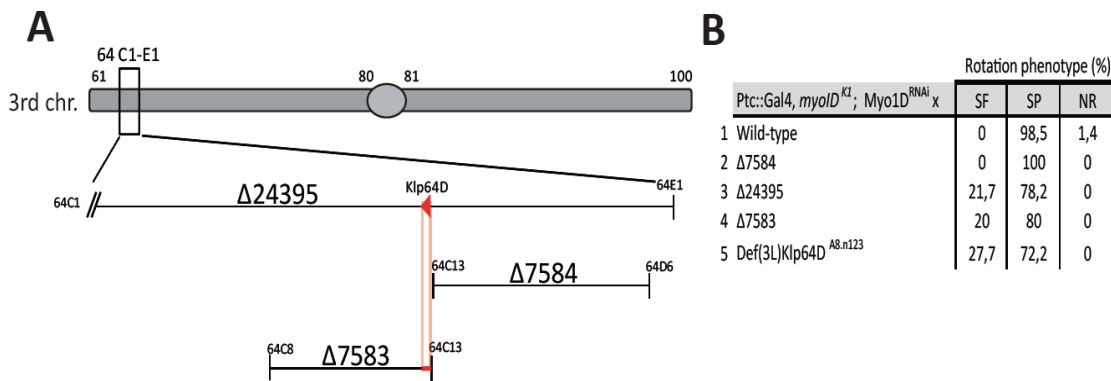 A
64 C1-E1
61
80
81
100
3rd chr.
64C1
Δ24395
Klp64D
64E1
64C13
Δ7584
64D6
64C8
Δ7583
64C13
B
Rotation phenotype (%)
Ptc::Gal4, myoID K1; Myo1D RNAi x SF SP NR
1 Wild-type 0 98,5 1,4
2 Δ7584 0 100 0
3 Δ24395 21,7 78,2 0
4 Δ7583 20 80 0
5 Def(3L)Klp64D A8.n123 27,7 72,2 0